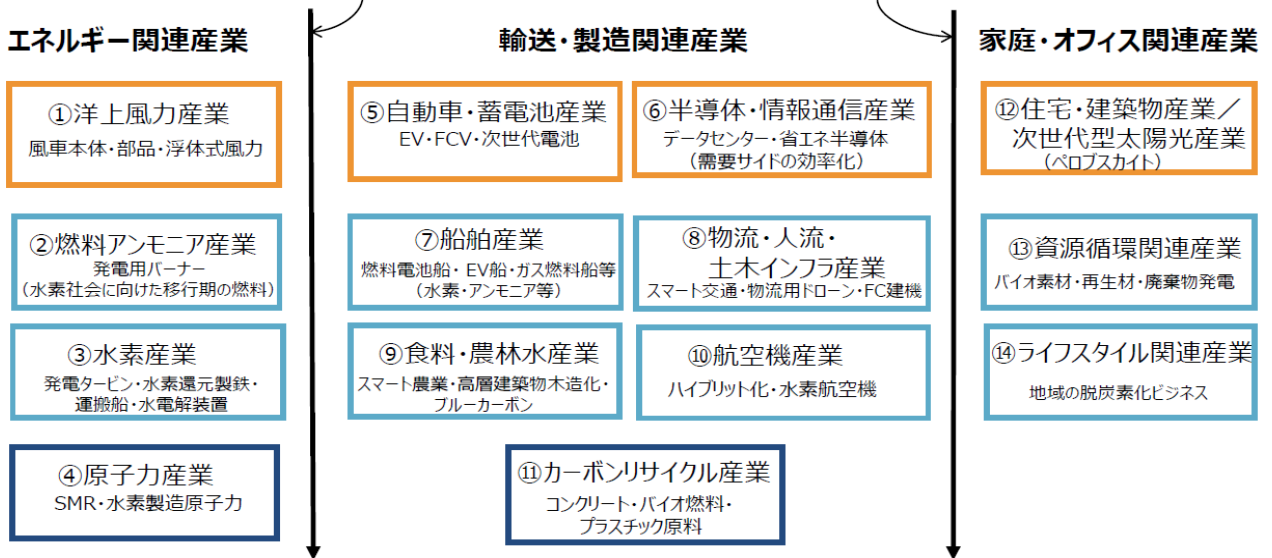 エネルギー関連産業
①洋上風力産業
風車本体・部品・浮体式風力
②燃料アンモニア産業
発電用バーナー
（水素社会に向けた移行期の燃料）
③水素産業
発電タービン・水素還元製鉄・
運搬船・水電解装置
④原子力産業
SMR・水素製造原子力
輸送・製造関連産業
⑤自動車・蓄電池産業
EV・FCV・次世代電池
⑥半導体・情報通信産業
データセンター・省エネ半導体
（需要サイドの効率化）
⑦船舶産業
燃料電池船・EV船・ガス燃料船等
（水素・アンモニア等）
⑧物流・人流・
土木インフラ産業
スマート交通・物流用ドローン・FC建機
⑨食料・農林水産業
スマート農業・高層建築物木造化・
ブルーカーボン
⑩航空機産業
ハイブリット化・水素航空機
⑪カーボンリサイクル産業
コンクリート・バイオ燃料・
プラスチック原料
家庭・オフィス関連産業
⑫住宅・建築物産業／
次世代型太陽光産業
（ペロブスカイト）
⑬資源循環関連産業
バイオ素材・再生材・廃棄物発電
⑭ライフスタイル関連産業
地域の脱炭素化ビジネス